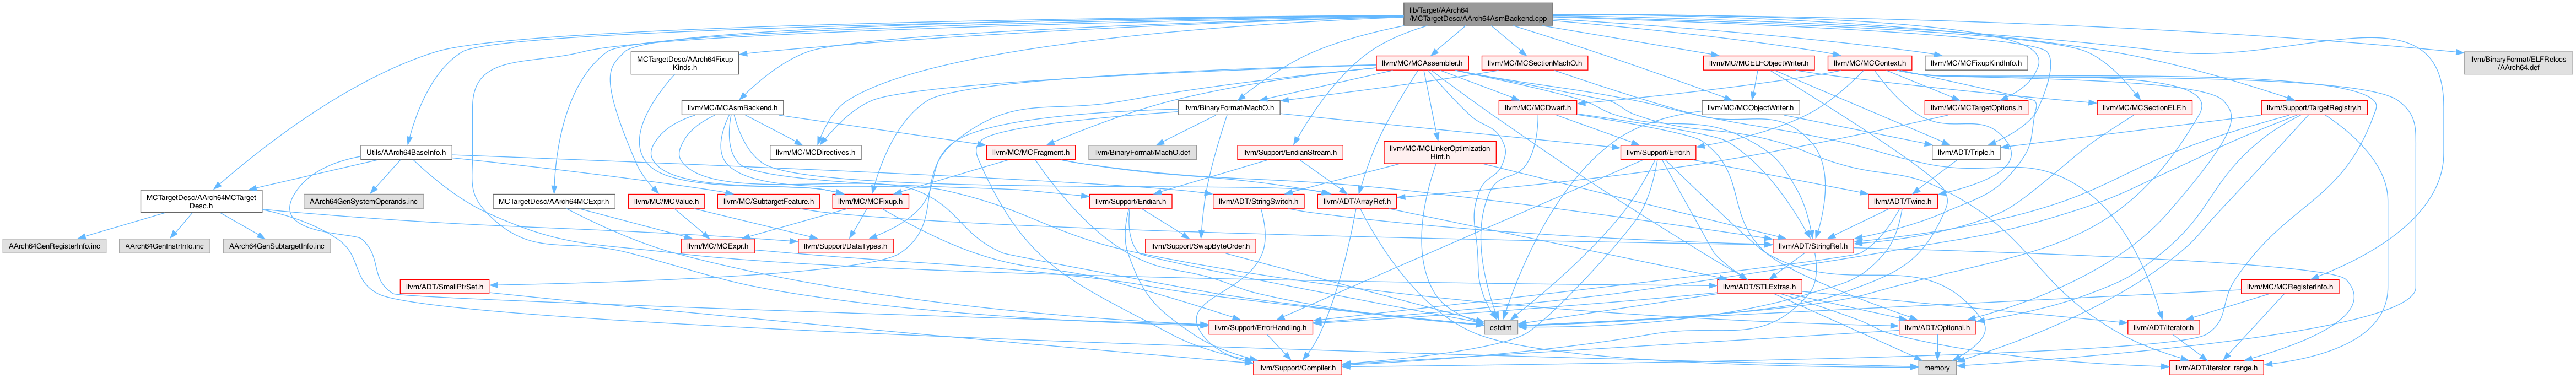 lib/Target/AArch64
/MCTargetDesc/AArch64AsmBackend.cpp
MCTargetDesc/AArch64Fixup
Kinds.h
llvm/MC/MCAssembler.h
llvm/MC/MCSectionMachO.h
llvm/MC/MCELFObjectWriter.h
llvm/MC/MCContext.h
llvm/MC/MCFixupKindInfo.h
llvm/BinaryFormat/ELFRelocs
/AArch64.def
llvm/MC/MCAsmBackend.h
llvm/BinaryFormat/MachO.h
llvm/MC/MCDwarf.h
llvm/MC/MCObjectWriter.h
llvm/MC/MCTargetOptions.h
llvm/MC/MCSectionELF.h
llvm/Support/TargetRegistry.h
Utils/AArch64BaseInfo.h
llvm/MC/MCDirectives.h
llvm/MC/MCFragment.h
llvm/BinaryFormat/MachO.def
llvm/Support/EndianStream.h
llvm/MC/MCLinkerOptimization
Hint.h
llvm/Support/Error.h
llvm/ADT/Triple.h
MCTargetDesc/AArch64MCTarget
Desc.h
AArch64GenSystemOperands.inc
MCTargetDesc/AArch64MCExpr.h
llvm/MC/MCValue.h
llvm/MC/SubtargetFeature.h
llvm/MC/MCFixup.h
llvm/Support/Endian.h
llvm/ADT/StringSwitch.h
llvm/ADT/ArrayRef.h
llvm/ADT/Twine.h
AArch64GenRegisterInfo.inc
AArch64GenInstrInfo.inc
AArch64GenSubtargetInfo.inc
llvm/MC/MCExpr.h
llvm/Support/DataTypes.h
llvm/Support/SwapByteOrder.h
llvm/ADT/StringRef.h
llvm/ADT/SmallPtrSet.h
llvm/ADT/STLExtras.h
llvm/MC/MCRegisterInfo.h
llvm/Support/ErrorHandling.h
cstdint
llvm/ADT/Optional.h
llvm/ADT/iterator.h
llvm/Support/Compiler.h
memory
llvm/ADT/iterator_range.h